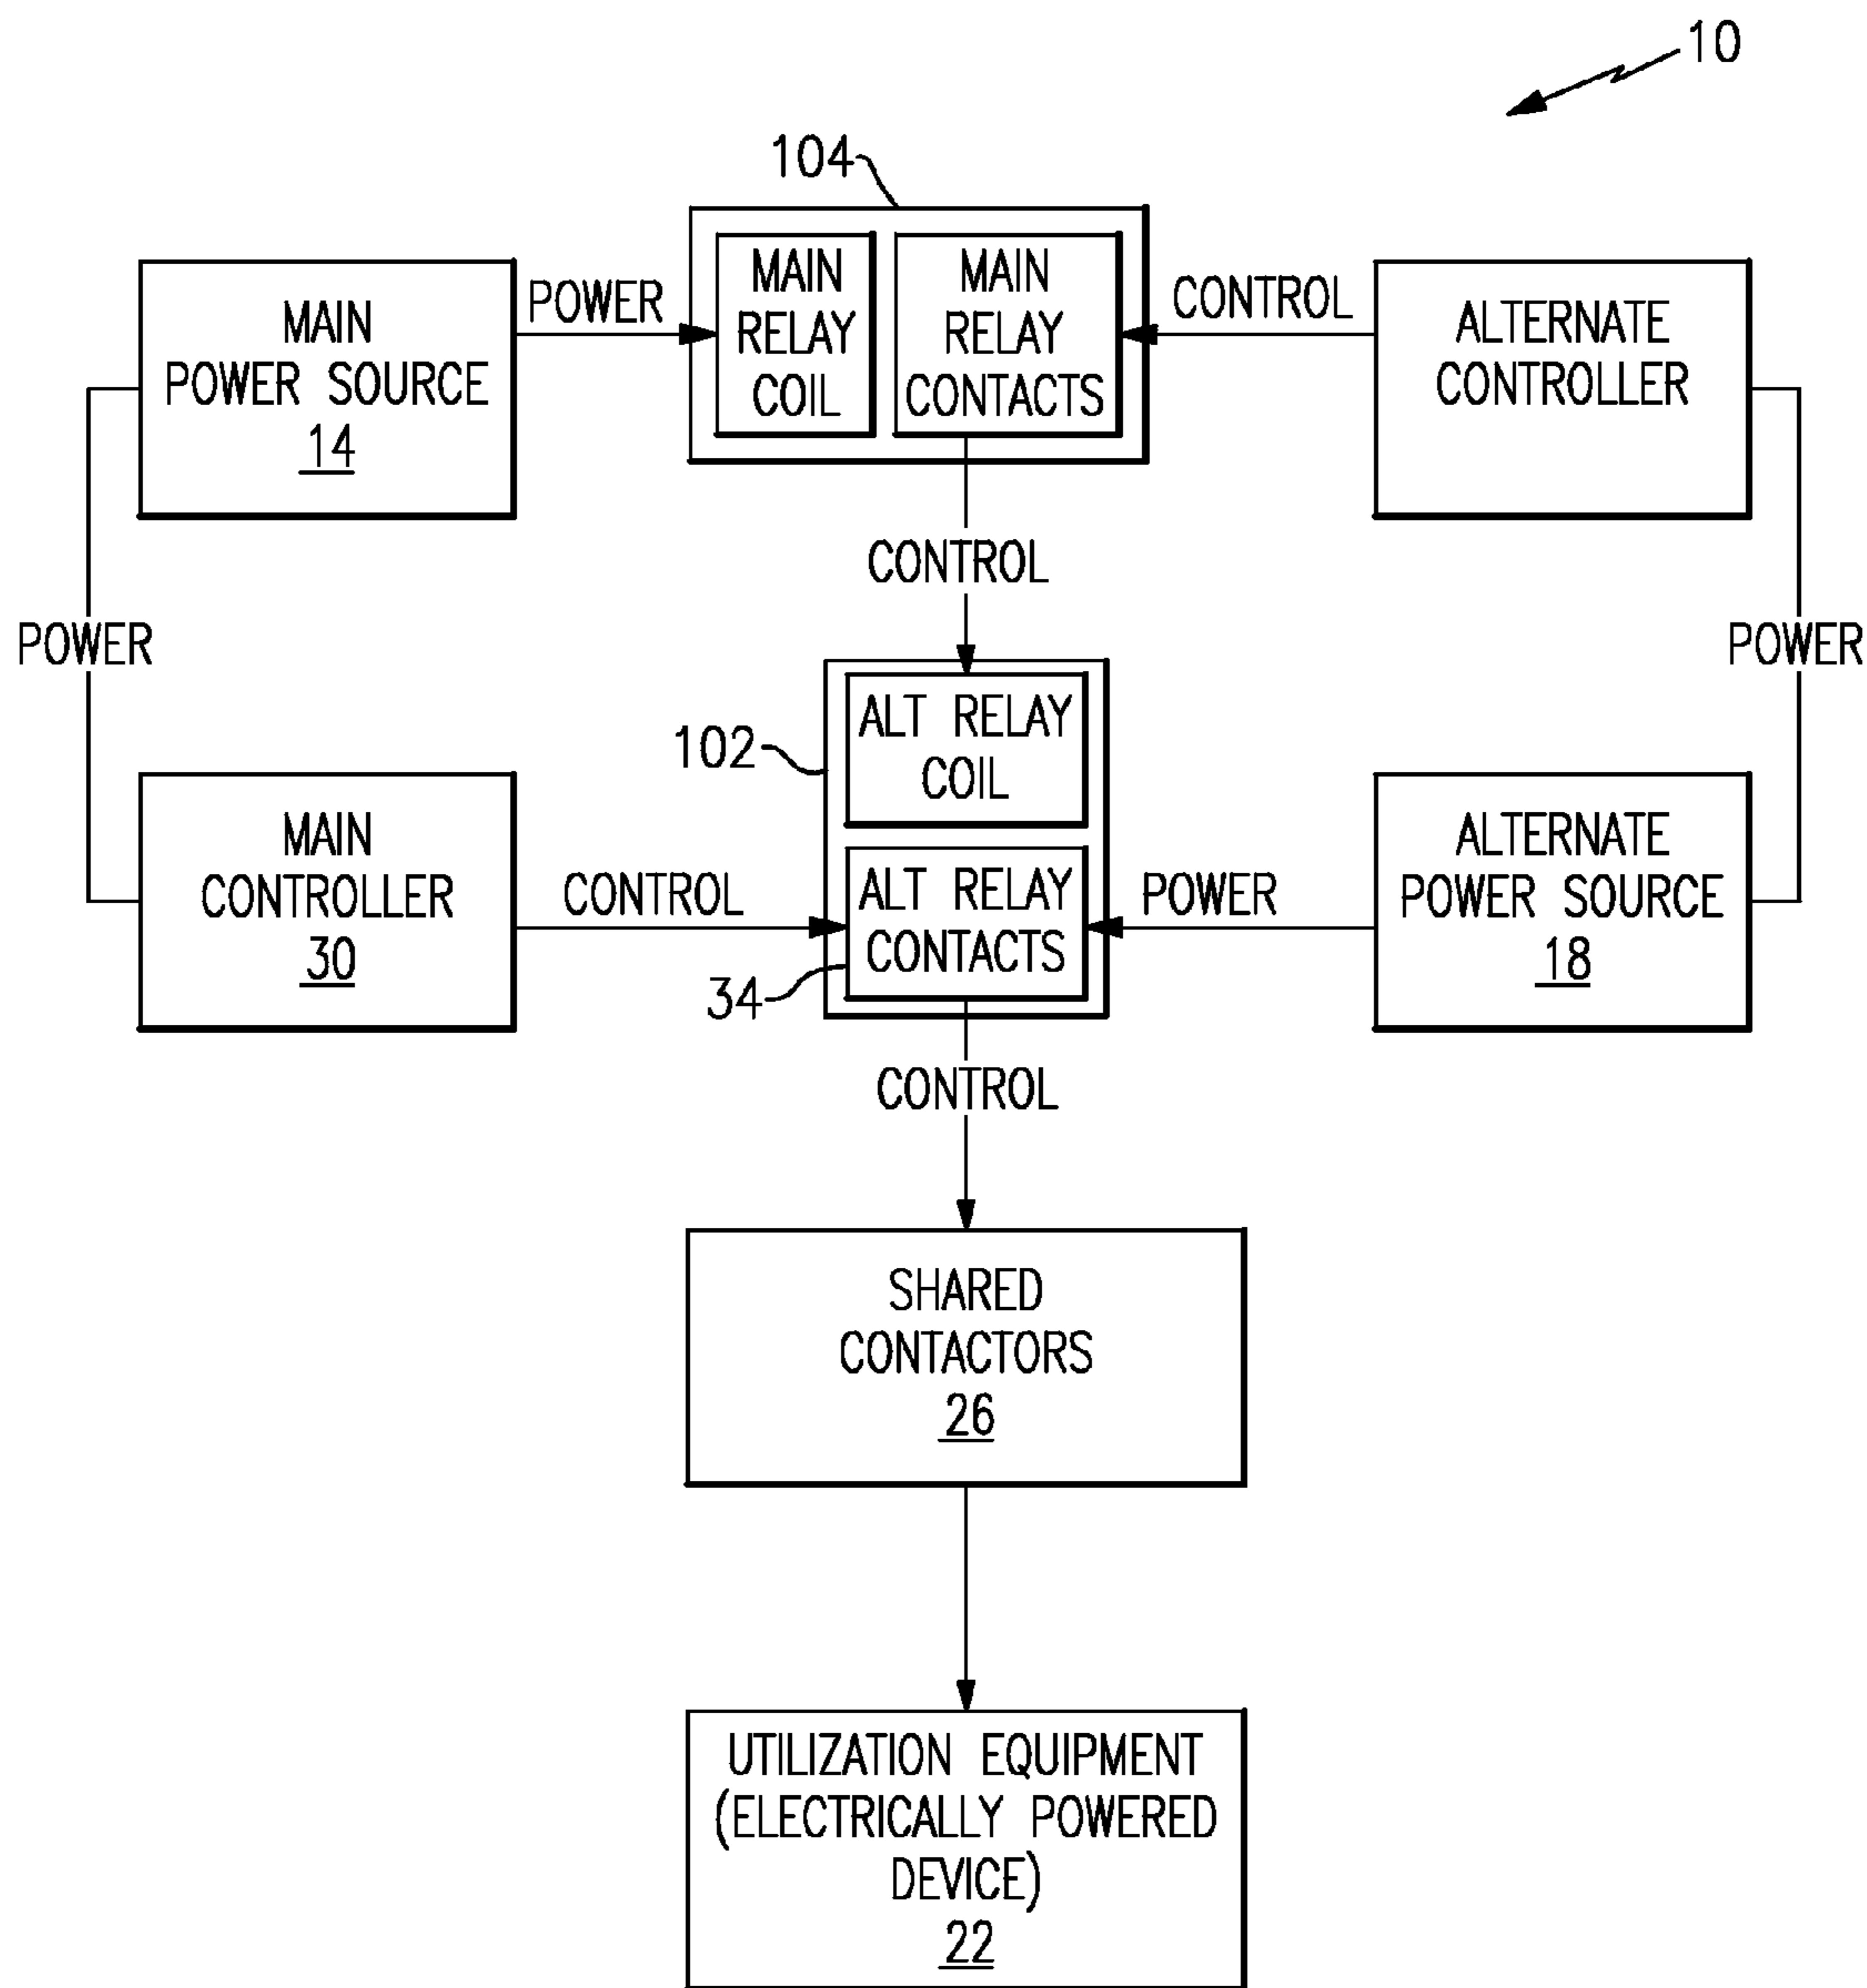 10
104
MAIN
POWER SOURCE
14
POWER
MAIN
RELAY
COIL
MAIN
RELAY
CONTACTS
CONTROL
ALTERNATE
CONTROLLER
CONTROL
POWER
POWER
102
ALT RELAY
COIL
MAIN
CONTROLLER
30
CONTROL
ALT RELAY
CONTACTS
34
POWER
ALTERNATE
POWER SOURCE
18
CONTROL
SHARED
CONTACTORS
26
UTILIZATION EQUIPMENT
(ELECTRICALLY POWERED
DEVICE)
22